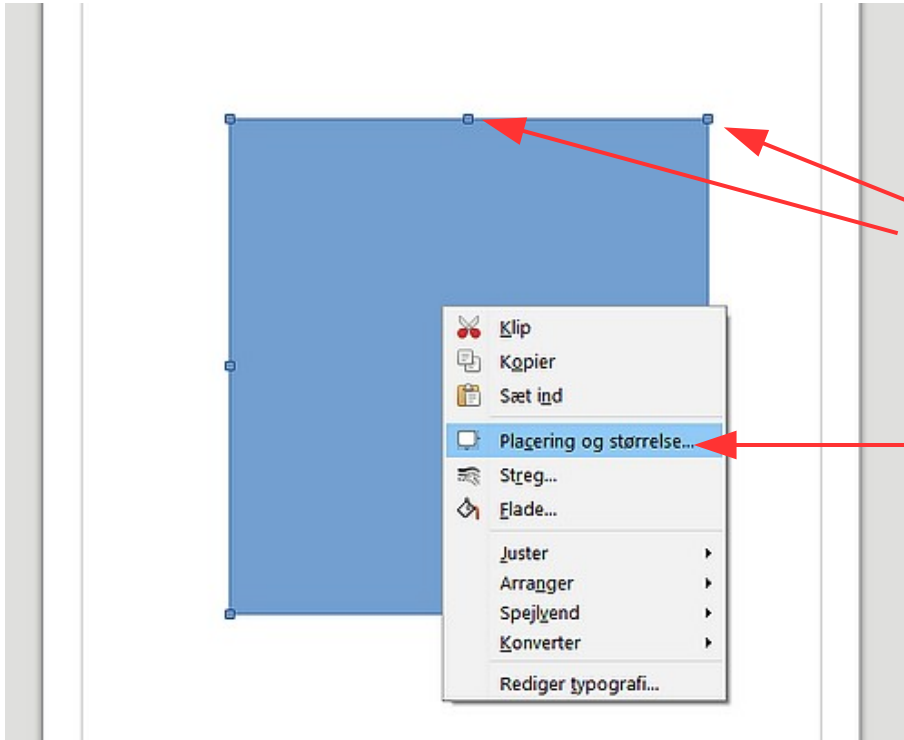 Klip
Kopier
Sæt ind
Placering og størrelse...
Streg...
Flade...
Juster
Arranger
Spejlvend
Konverter
Rediger typografi...